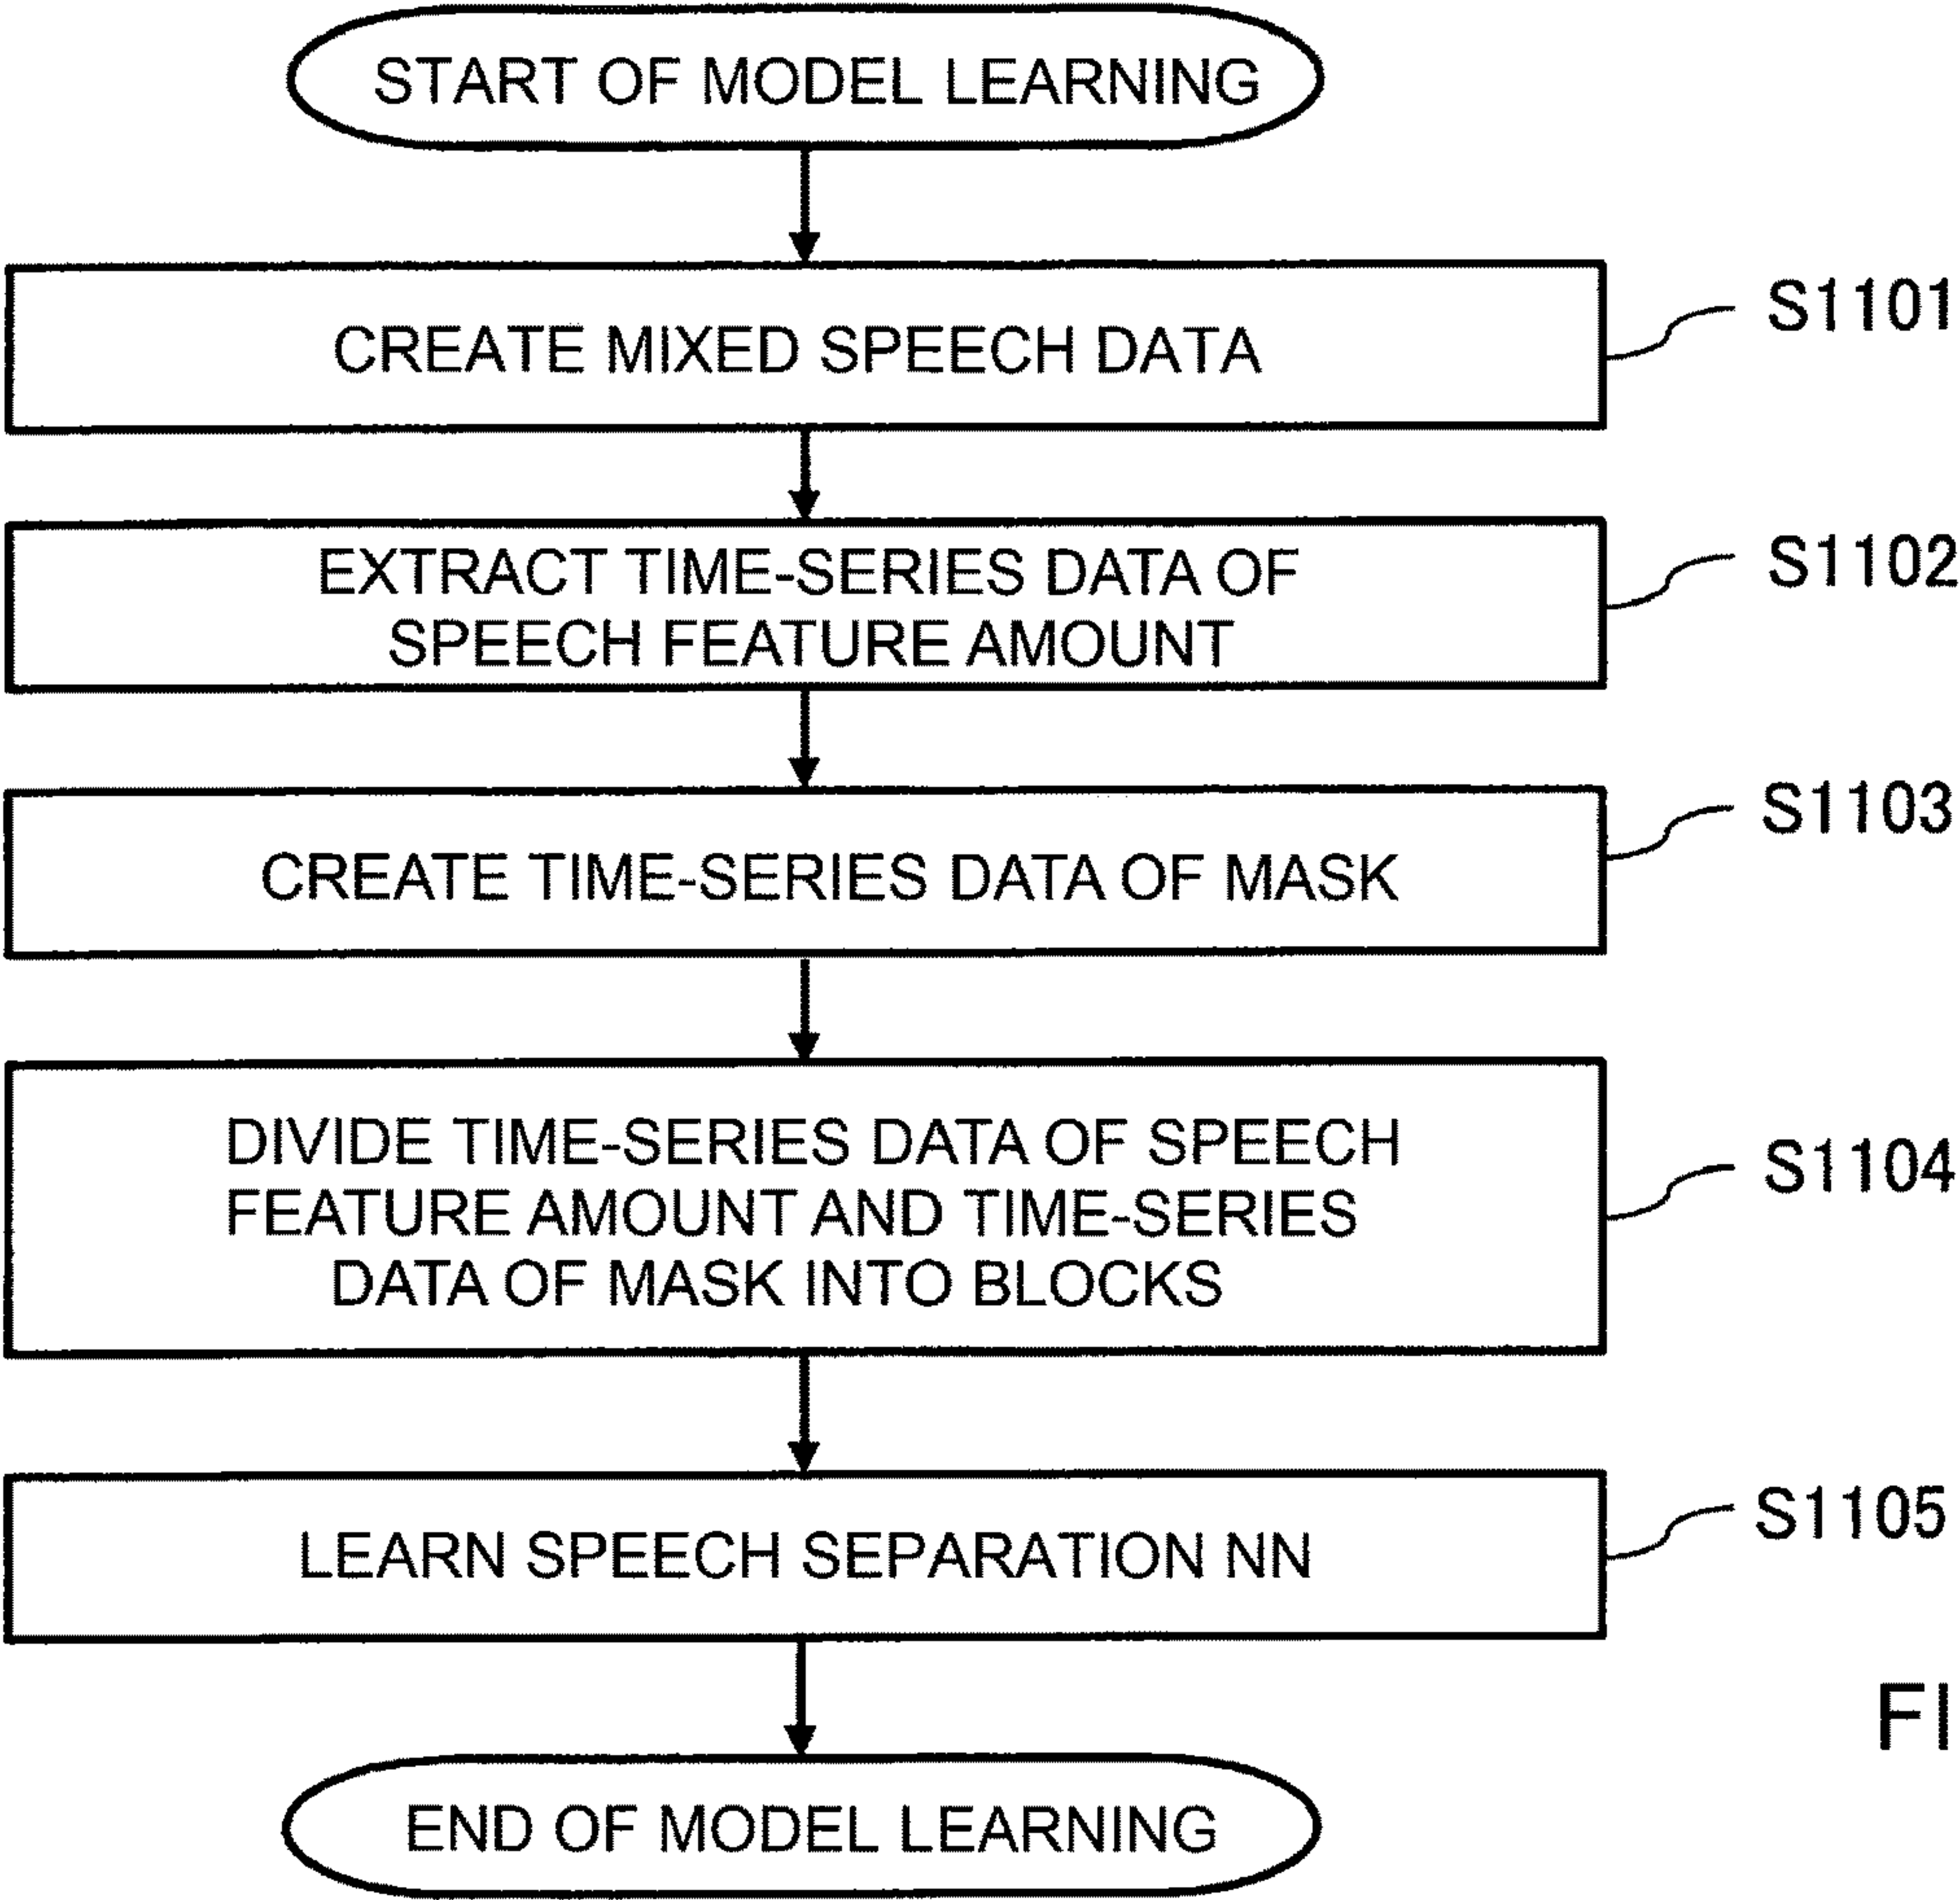 START OF MODEL LEARNING
CREATE MIXED SPEECH DATA
S1101
EXTRACT TIME-SERIES DATA OF
SPEECH FEATURE AMOUNT
S1102
CREATE TIME-SERIES DATA OF MASK
S1103
DIVIDE TIME-SERIES DATA OF SPEECH
FEATURE AMOUNT AND TIME-SERIES
DATA OF MASK INTO BLOCKS
S1104
LEARN SPEECH SEPARATION NN
S1105
FI
END OF MODEL LEARNING